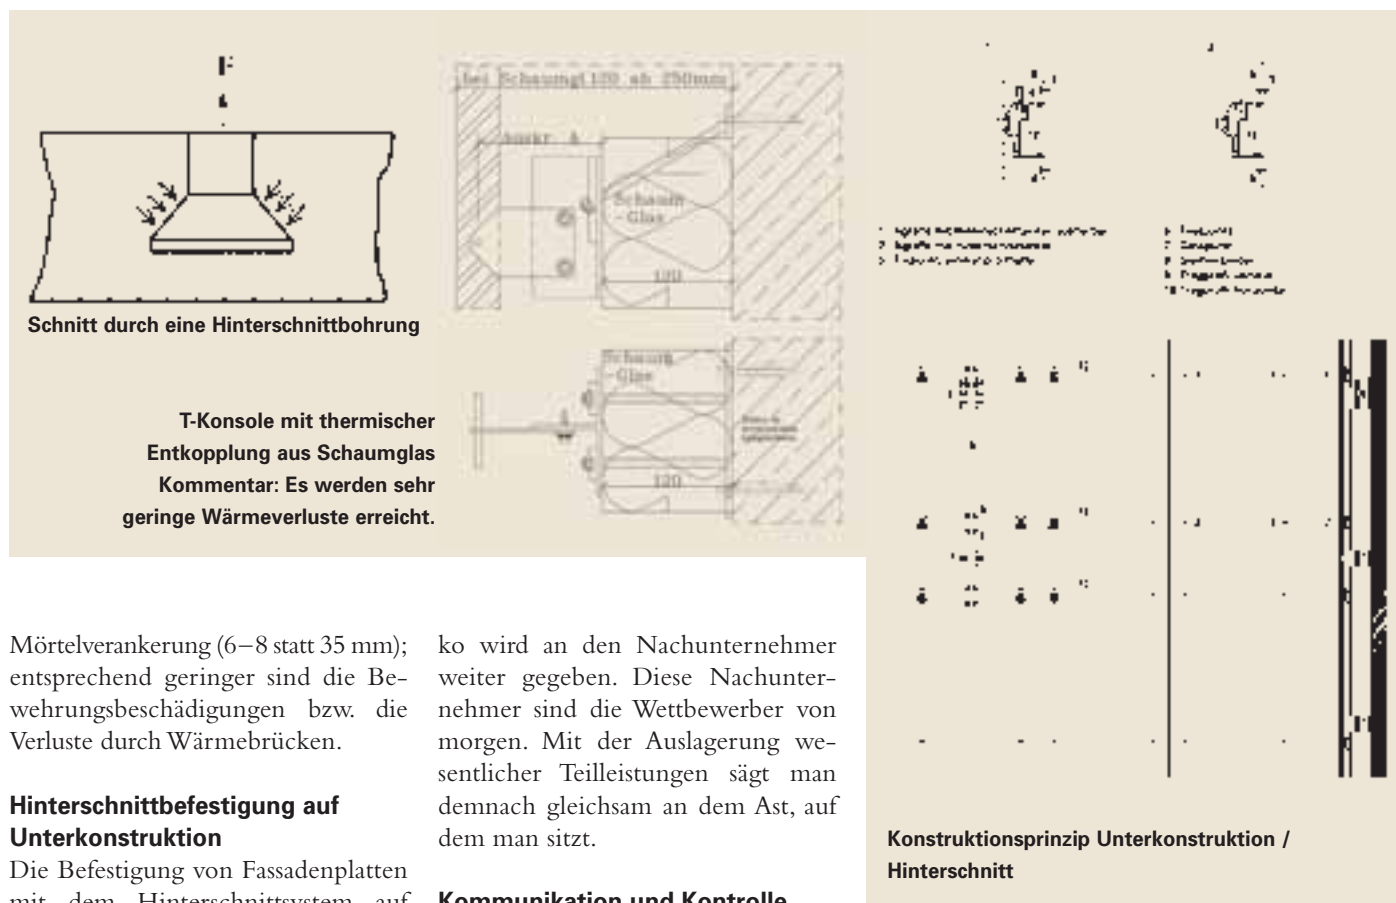 F
Schnitt durch eine Hinterschnittbohrung
T-Konsole mit thermischer
Entkopplung aus Schaumglas
Kommentar: Es werden sehr
geringe Wärmeverluste erreicht.
bei Schaumgl 120 ab 250mm
Auskr. A
Schaum
-Glas
120
Schaum
-Glas
120
Konstruktionsprinzip Unterkonstruktion /
Hinterschnitt
Mörtelverankerung (6–8 statt 35 mm);
entsprechend geringer sind die Be-
wehrungsbeschädigungen bzw. die
Verluste durch Wärmebrücken.
Hinterschnittbefestigung auf
Unterkonstruktion
Die Befestigung von Fassadenplatten
mit dem Hinterschnittsystem auf
ko wird an den Nachunternehmer
weiter gegeben. Diese Nachunter-
nehmer sind die Wettbewerber von
morgen. Mit der Auslagerung we-
sentlicher Teilleistungen sägt man
demnach gleichsam an dem Ast, auf
dem man sitzt.
Kommunikation und Kontrolle